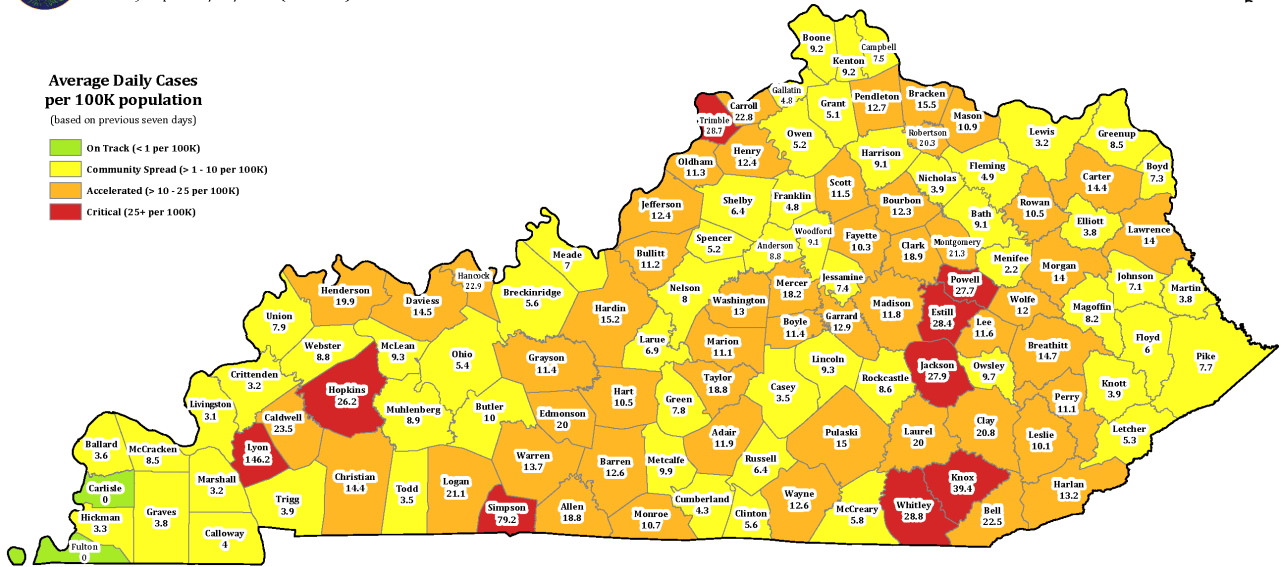 Average Daily Cases
per 100K population
(based on previous seven days)
On Track (< 1 per 100K)
Community Spread (> 1 - 10 per 100K)
Accelerated (> 10 - 25 per 100K)
Critical (25+ per 100K)
Boone
9.2
Kenton
9.2
Campbell
7.5
Gallatin
4.8
Grant
5.1
Pendleton
12.7
Bracken
15.5
Mason
10.9
Robertson
20.3
Lewis
3.2
Greenup
8.5
Boyd
7.3
Trimble
28.7
Carroll
22.8
Owen
5.2
Henry
12.4
Oldham
11.3
Harrison
9.1
Nicholas
3.9
Fleming
4.9
Carter
14.4
Jefferson
12.4
Shelby
6.4
Franklin
4.8
Scott
11.5
Bourbon
12.3
Bath
9.1
Rowan
10.5
Elliott
3.8
Lawrence
14
Spencer
5.2
Anderson
8.8
Woodford
9.1
Fayette
10.3
Clark
18.9
Montgomery
21.3
Menifee
2.2
Morgan
14
Johnson
7.1
Martin
3.8
Meade
7
Bullitt
11.2
Nelson
8
Washington
13
Mercer
18.2
Jessamine
7.4
Madison
11.8
Powell
27.7
Estill
28.4
Wolfe
12
Lee
11.6
Magoffin
8.2
Floyd
6
Pike
7.7
Hancock
22.9
Breckinridge
5.6
Henderson
19.9
Daviess
14.5
Union
7.9
Hardin
15.2
Larue
6.9
Marion
11.1
Boyle
11.4
Garrard
12.9
Lincoln
9.3
Rockcastle
8.6
Jackson
27.9
Owsley
9.7
Breathitt
14.7
Knott
3.9
Perry
11.1
Letcher
5.3
Webster
8.8
McLean
9.3
Ohio
5.4
Grayson
11.4
Crittenden
3.2
Hopkins
26.2
Muhlenberg
8.9
Butler
10
Edmonson
20
Hart
10.5
Green
7.8
Taylor
18.8
Casey
3.5
Pulaski
15
Laurel
20
Clay
20.8
Leslie
10.1
Harlan
13.2
Livingston
3.1
Caldwell
23.5
Lyon
146.2
Ballard
3.6
McCracken
8.5
Marshall
3.2
Carlisle
0
Graves
3.8
Hickman
3.3
Fulton
0
Calloway
4
Trigg
3.9
Christian
14.4
Todd
3.5
Logan
21.1
Simpson
79.2
Warren
13.7
Allen
18.8
Barren
12.6
Metcalfe
9.9
Adair
11.9
Russell
6.4
Monroe
10.7
Cumberland
4.3
Clinton
5.6
Wayne
12.6
McCreary
5.8
Whitley
28.8
Knox
39.4
Bell
22.5